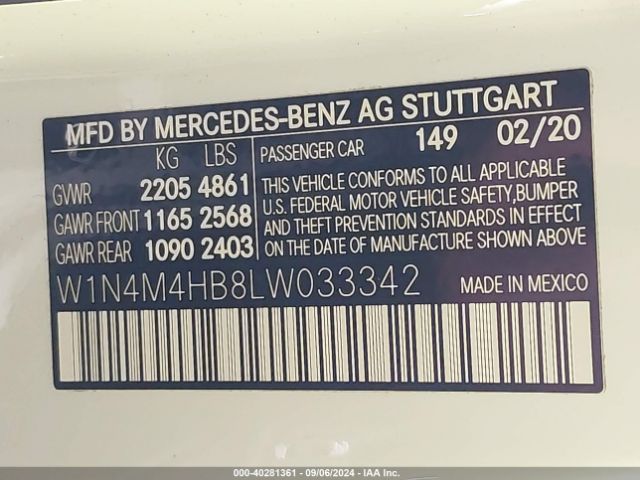 MFD BY MERCEDES-BENZ AG STUTTGART
KG LBS
GVWR 2205 4861
GAWR FRONT 1165 2568
GAWR REAR 1090 2403
PASSENGER CAR 149 02/20
THIS VEHICLE CONFORMS TO ALL APPLICABLE
U.S. FEDERAL MOTOR VEHICLE SAFETY,BUMPER
AND THEFT PREVENTION STANDARDS IN EFFECT
ON THE DATE OF MANUFACTURE SHOWN ABOVE
W1N4M4HB8LW033342 MADE IN MEXICO
000-40281361 | 09/06/2024 | IAA Inc.